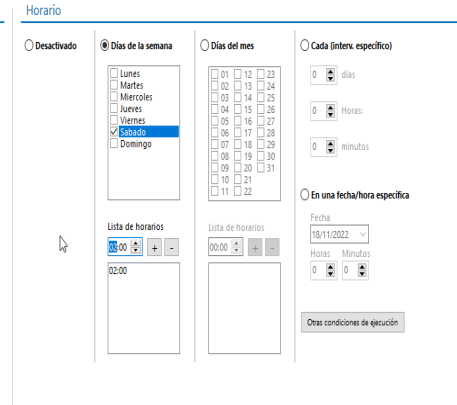 Horario
Desactivado
Días de la semana
Lunes
Martes
Miercoles
Jueves
Viernes
Sabado
Domingo
Lista de horarios
02:00 + -
02:00
Días del mes
01 12 23
02 13 24
03 14 25
04 15 26
05 16 27
06 17 28
07 18 29
08 19 30
09 20 31
10 21
11 22
Lista de horarios
00:00 + -
Cada (interv. específico)
0 días
0 Horas:
0 minutos
En una fecha/hora específica
Fecha
18/11/2022
Horas Minutos
0 0
Otras condiciones de ejecución